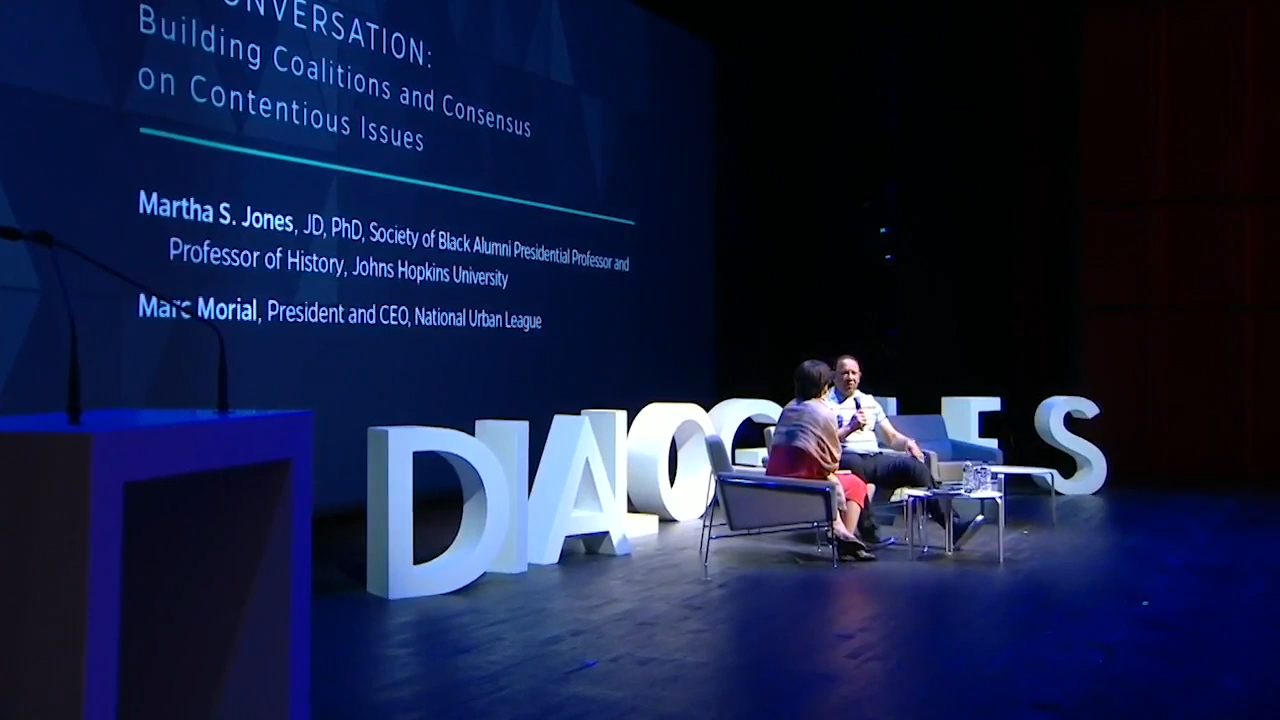 CONVERSATION:
Building Coalitions and Consensus
on Contentious Issues
Martha S. Jones, JD, PhD, Society of Black Alumni Presidential Professor and
Professor of History, Johns Hopkins University
Marc Morial, President and CEO, National Urban League